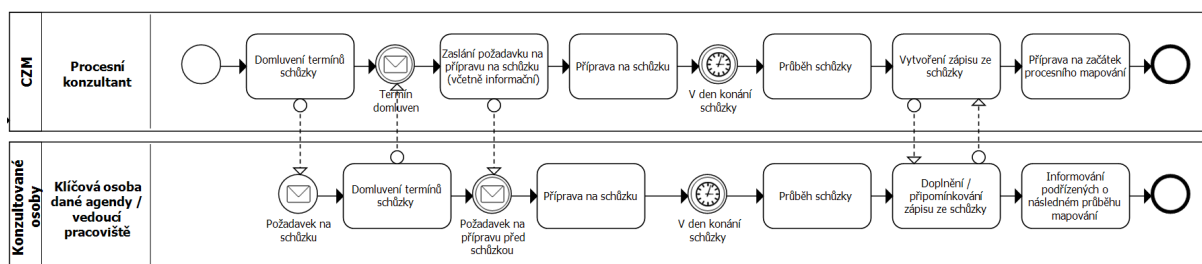 CZM
Procesní
konzultant
Domluvení termínů
schůzky
Termín
domluven
Zaslání požadavku na
přípravu na schůzku
(včetně informační)
Příprava na schůzku
V den konání
schůzky
Průběh schůzky
Vytvoření zápisu ze
schůzky
Příprava na začátek
procesního mapování
Konzultované
osoby
Klíčová osoba
dané agendy /
vedoucí
pracoviště
Požadavek na
schůzku
Domluvení termínů
schůzky
Požadavek na
přípravu před
schůzkou
Příprava na schůzku
V den konání
schůzky
Průběh schůzky
Doplnění /
připomínkování
zápisu ze schůzky
Informování
podřízených o
následném průběhu
mapování